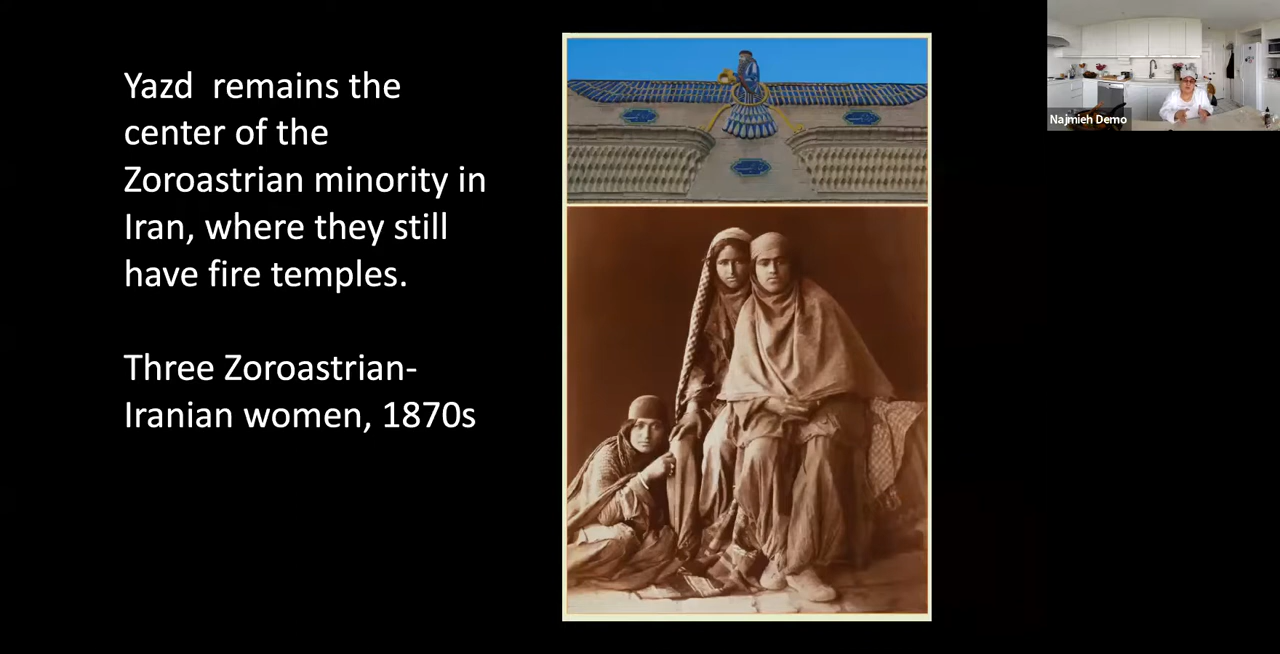 Yazd  remains the
center of the
Zoroastrian minority in
Iran, where they still
have fire temples.
Three Zoroastrian-
Iranian women, 1870s
Najmieh Demo